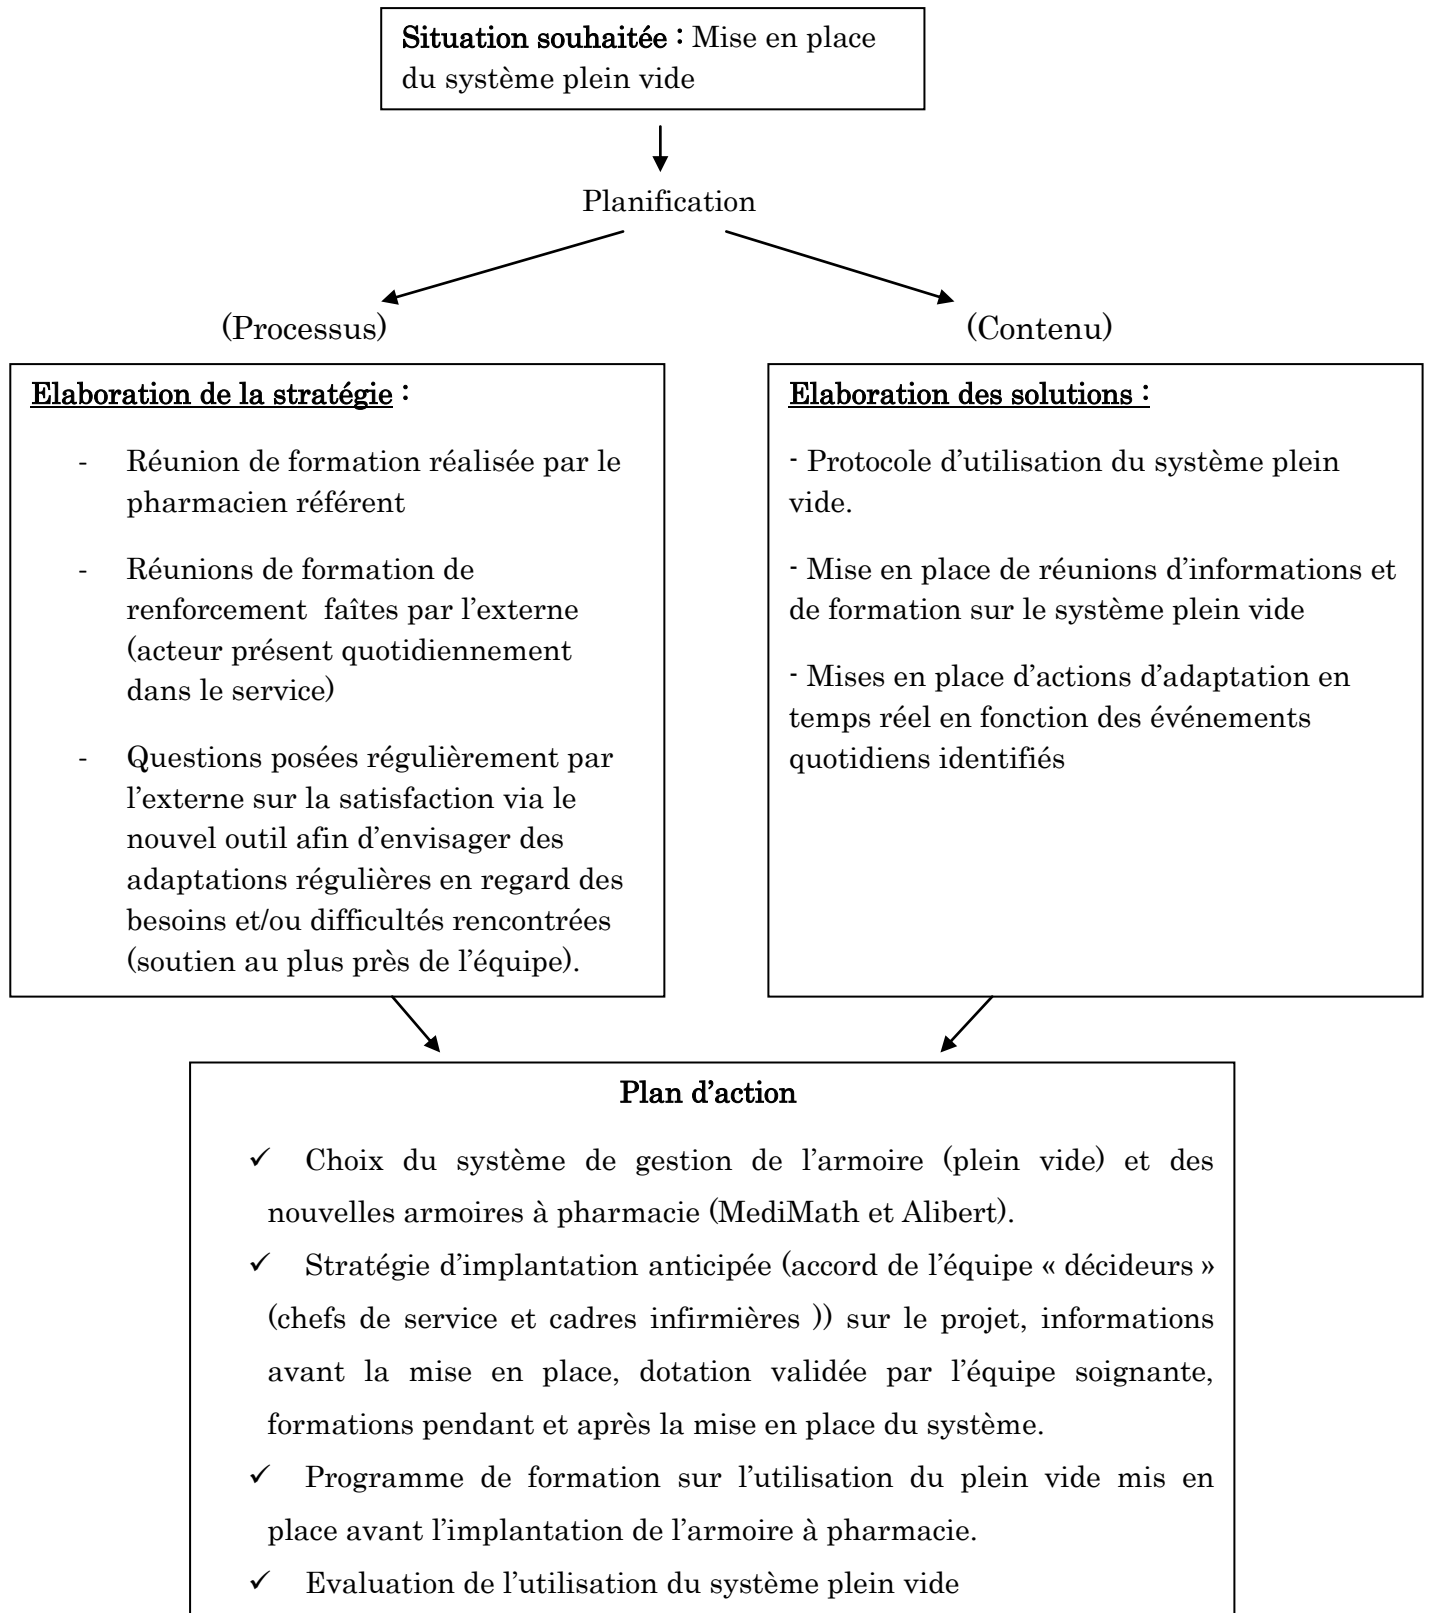 Situation souhaitée : Mise en place
du système plein vide
Planification
(Processus)
(Contenu)
Elaboration de la stratégie :
- Réunion de formation réalisée par le
pharmacien référent
- Réunions de formation de
renforcement faîtes par l'externe
(acteur présent quotidiennement
dans le service)
- Questions posées régulièrement par
l'externe sur la satisfaction via le
nouvel outil afin d'envisager des
adaptations régulières en regard des
besoins et/ou difficultés rencontrées
(soutien au plus près de l'équipe).
Elaboration des solutions :
- Protocole d'utilisation du système plein
vide.
- Mise en place de réunions d'informations et
de formation sur le système plein vide
- Mises en place d'actions d'adaptation en
temps réel en fonction des événements
quotidiens identifiés
Plan d'action
✓ Choix du système de gestion de l'armoire (plein vide) et des
nouvelles armoires à pharmacie (MediMath et Alibert).
✓ Stratégie d'implantation anticipée (accord de l'équipe « décideurs »
(chefs de service et cadres infirmières )) sur le projet, informations
avant la mise en place, dotation validée par l'équipe soignante,
formations pendant et après la mise en place du système.
✓ Programme de formation sur l'utilisation du plein vide mis en
place avant l'implantation de l'armoire à pharmacie.
✓ Evaluation de l'utilisation du système plein vide